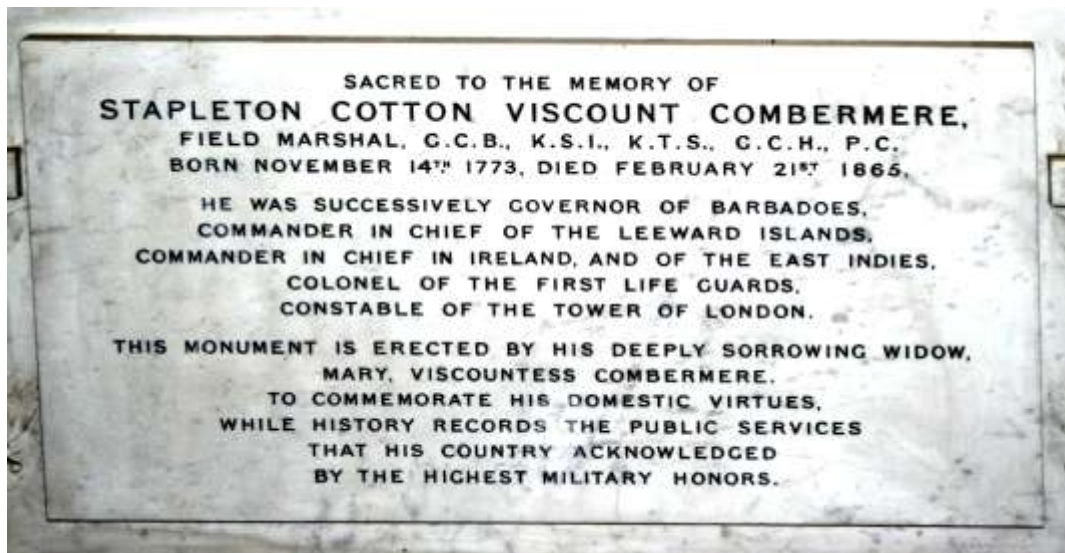 SACRED TO THE MEMORY OF
STAPLETON COTTON VISCOUNT COMBERMERE,
FIELD MARSHAL, G.C.B., K.S.I., K.T.S., G.C.H., P.C.
BORN NOVEMBER 14TH 1773, DIED FEBRUARY 21ST 1865,
HE WAS SUCCESSIVELY GOVERNOR OF BARBADOES,
COMMANDER IN CHIEF OF THE LEEWARD ISLANDS,
COMMANDER IN CHIEF IN IRELAND, AND OF THE EAST INDIES,
COLONEL OF THE FIRST LIFE GUARDS,
CONSTABLE OF THE TOWER OF LONDON.
THIS MONUMENT IS ERECTED BY HIS DEEPLY SORROWING WIDOW,
MARY, VISCOUNTESS COMBERMERE.
TO COMMEMORATE HIS DOMESTIC VIRTUES,
WHILE HISTORY RECORDS THE PUBLIC SERVICES
THAT HIS COUNTRY ACKNOWLEDGED
BY THE HIGHEST MILITARY HONORS.